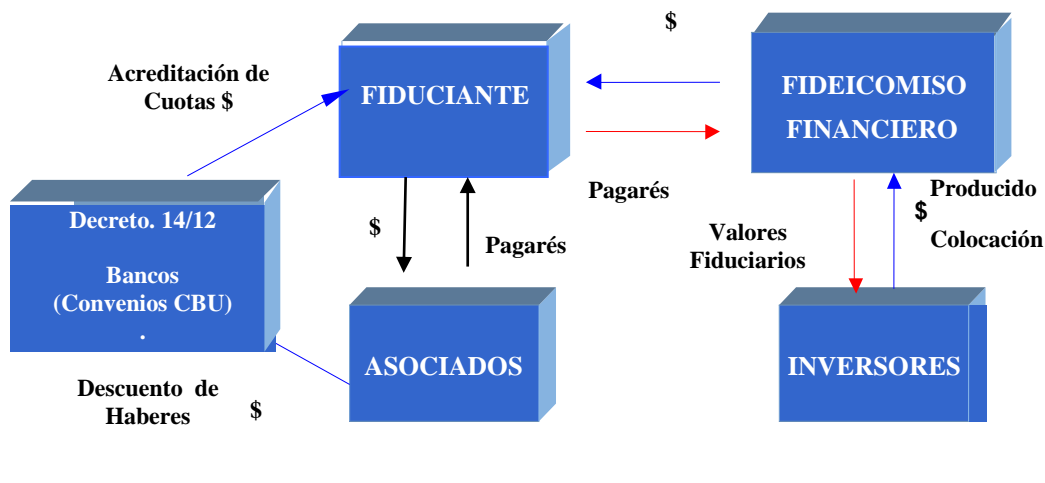 $
Acreditación de
Cuotas $
FIDUCIANTE
FIDEICOMISO
FINANCIERO
Pagarés
Producido
$
Colocación
Decreto. 14/12
Bancos
(Convenios CBU)
.
$
Pagarés
Valores
Fiduciarios
ASOCIADOS
INVERSORES
Descuento de
Haberes
$